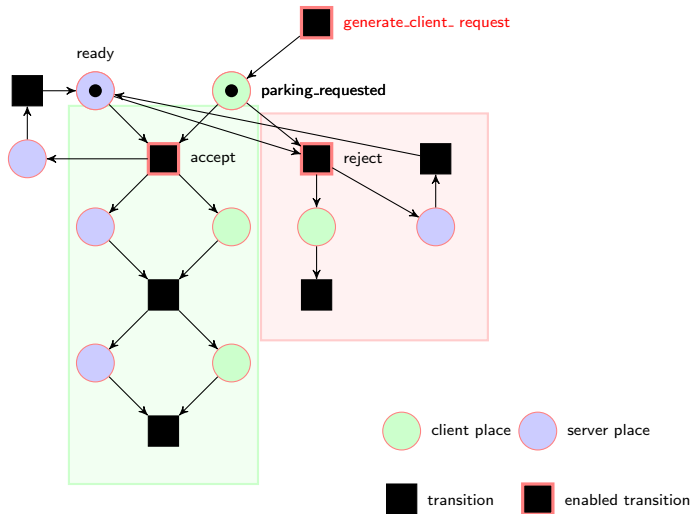 generate_client_ request
ready
parking_requested
accept
reject
client place
server place
transition
enabled transition